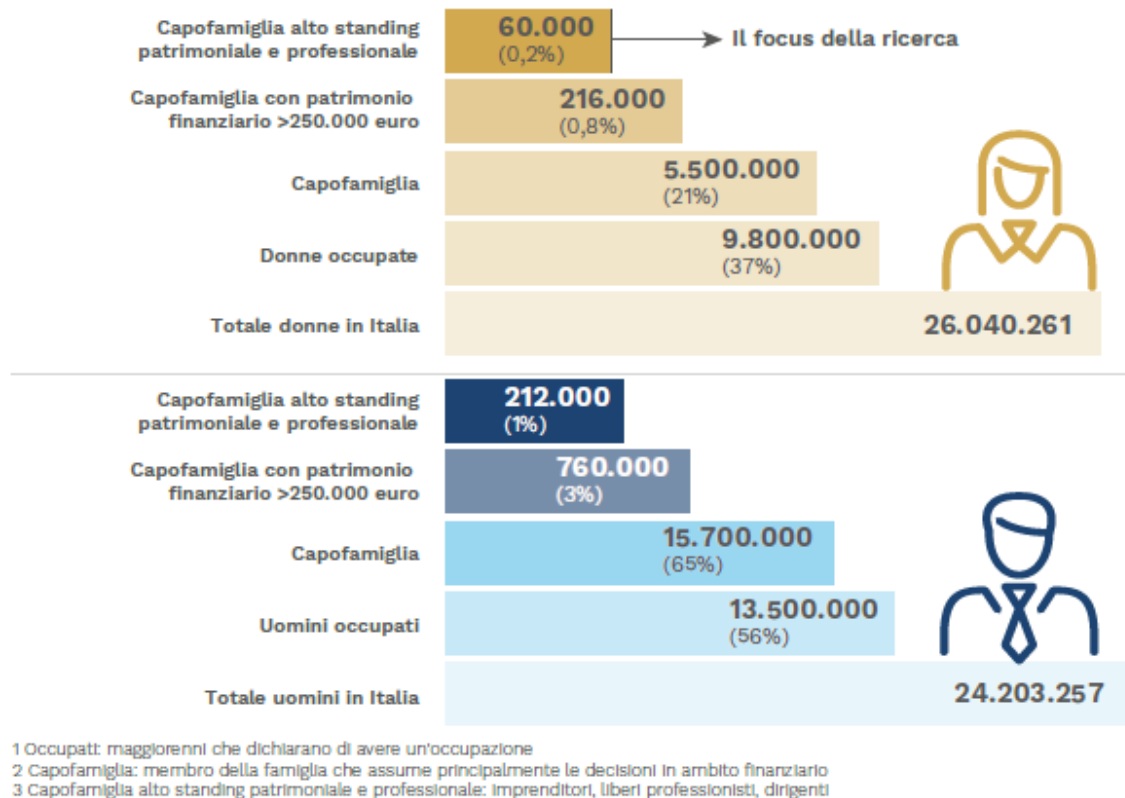 Capofamiglia alto standing
patrimoniale e professionale
60.000
(0,2%)
Il focus della ricerca
Capofamiglia con patrimonio
finanziario >250.000 euro
216.000
(0,8%)
Capofamiglia
5.500.000
(21%)
Donne occupate
9.800.000
(37%)
Totale donne in Italia
26.040.261
Capofamiglia alto standing
patrimoniale e professionale
212.000
(1%)
Capofamiglia con patrimonio
finanziario >250.000 euro
760.000
(3%)
Capofamiglia
15.700.000
(65%)
Uomini occupati
13.500.000
(56%)
Totale uomini in Italia
24.203.257
1 Occupati: maggiorenni che dichiarano di avere un'occupazione
2 Capofamiglia: membro della famiglia che assume principalmente le decisioni in ambito finanziario
3 Capofamiglia alto standing patrimoniale e professionale: imprenditori, liberi professionisti, dirigenti